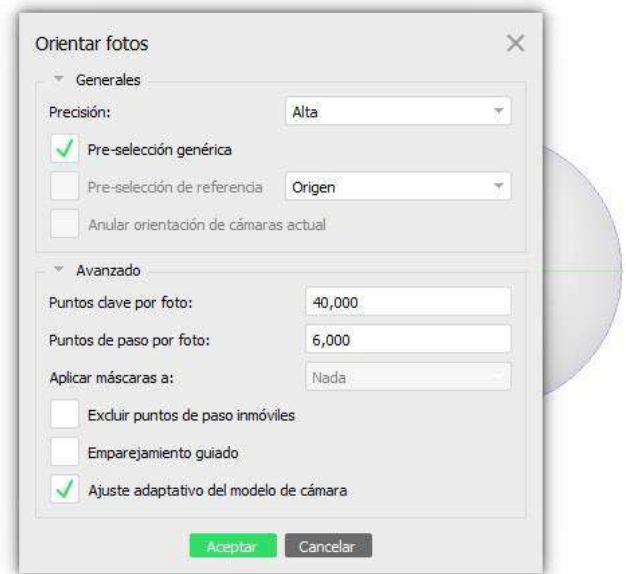 Orientar fotos
Generales
Precisión: Alta
Pre-selección genérica
Pre-selección de referencia Origen
Anular orientación de cámaras actual
Avanzado
Puntos clave por foto: 40,000
Puntos de paso por foto: 6,000
Aplicar máscaras a: Nada
Excluir puntos de paso inmóviles
Emparejamiento guiado
Ajuste adaptativo del modelo de cámara
Aceptar Cancelar